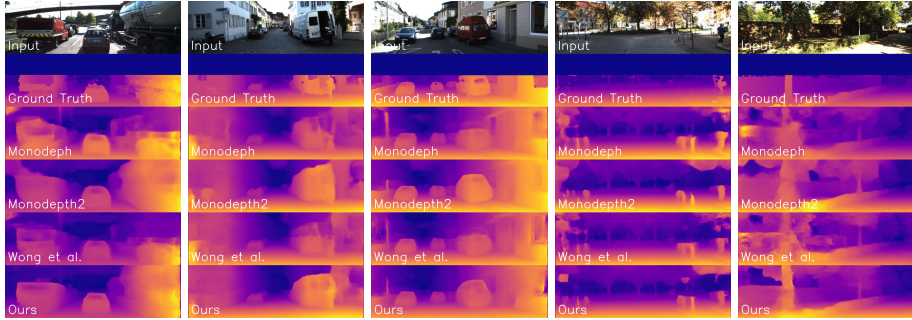 Input
Input
Input
Input
Input
Ground Truth
Ground Truth
Ground Truth
Ground Truth
Ground Truth
Monodeph
Monodeph
Monodeph
Monodeph
Monodeph
Monodepth2
Monodepth2
Monodepth2
Monodepth2
Monodepth2
Wong et al.
Wong et al.
Wong et al.
Wong et al.
Wong et al.
Ours
Ours
Ours
Ours
Ours